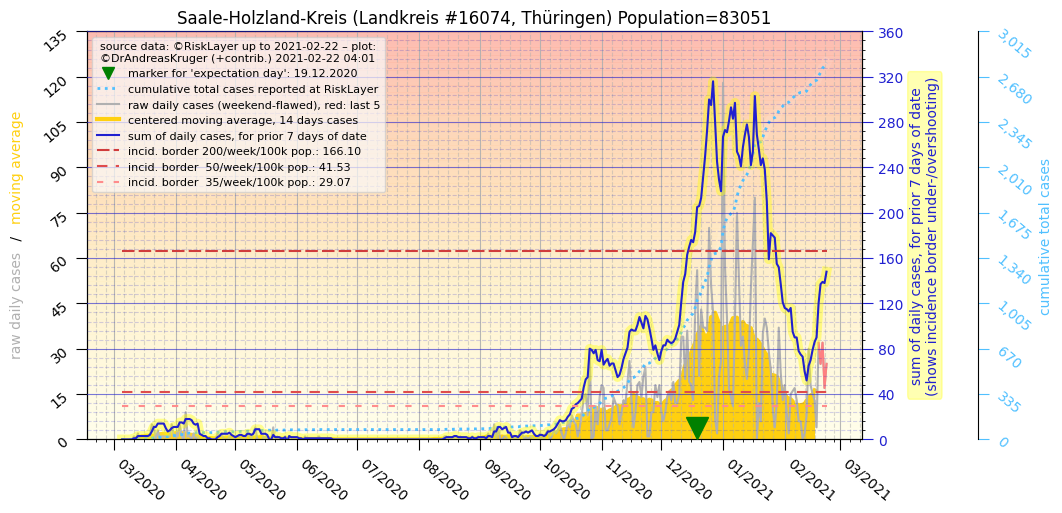 Saale-Holzland-Kreis (Landkreis #16074, Thüringen) Population=83051
source data: ©RiskLayer up to 2021-02-22 – plot:
©DrAndreasKruger (+contrib.) 2021-02-22 04:01
marker for 'expectation day': 19.12.2020
cumulative total cases reported at RiskLayer
raw daily cases (weekend-flawed), red: last 5
centered moving average, 14 days cases
sum of daily cases, for prior 7 days of date
incid. border 200/week/100k pop.: 166.10
incid. border  50/week/100k pop.: 41.53
incid. border  35/week/100k pop.: 29.07
raw daily cases / moving average
135
120
105
90
75
60
45
30
15
0
360
320
280
240
200
160
120
80
40
0
sum of daily cases, for prior 7 days of date
(shows incidence border under-/overshooting)
3,015
2,680
2,345
2,010
1,675
1,340
1,005
670
335
0
cumulative total cases
03/2020
04/2020
05/2020
06/2020
07/2020
08/2020
09/2020
10/2020
11/2020
12/2020
01/2021
02/2021
03/2021